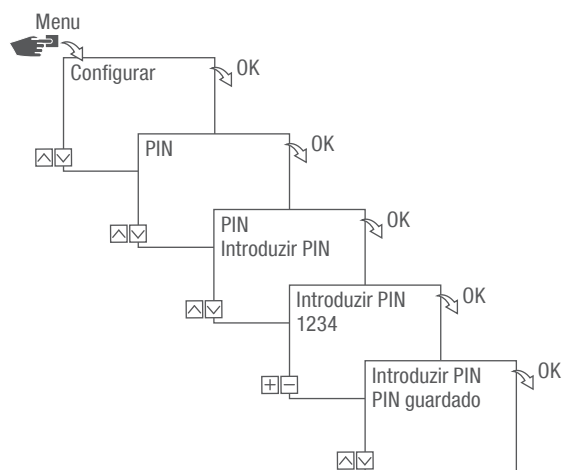 Menu
Configurar
OK
PIN
OK
PIN
Introduzir PIN
OK
Introduzir PIN
1234
OK
Introduzir PIN
PIN guardado
OK